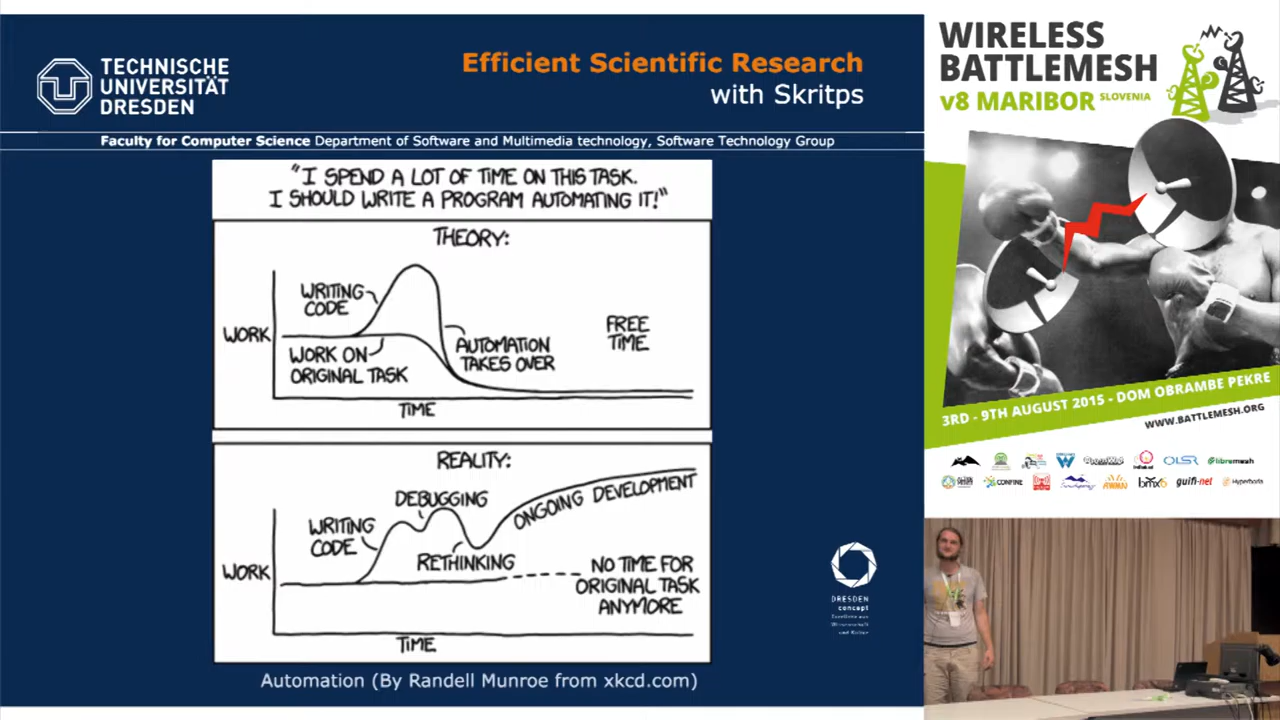 TECHNISCHE
UNIVERSITÄT
DRESDEN
Efficient Scientific Research
with Skritps
Faculty for Computer Science Department of Software and Multimedia technology, Software Technology Group
"I SPEND A LOT OF TIME ON THIS TASK.
I SHOULD WRITE A PROGRAM AUTOMATING IT!"
THEORY:
WRITING
CODE
WORK
WORK ON
ORIGINAL TASK
AUTOMATION
TAKES OVER
FREE
TIME
TIME
REALITY:
WRITING
CODE
DEBUGGING
RETHINKING
ONGOING DEVELOPMENT
WORK
NO TIME FOR
ORIGINAL TASK
ANYMORE
TIME
Automation (By Randell Munroe from xkcd.com)
DRESDEN
concept
WIRELESS
BATTLEMESH
v8 MARIBOR SLOVENIA
3RD - 9TH AUGUST 2015 - DOM OBRAMBE PEKRE
WWW.BATTLEMESH.ORG
OpenWrt
OLSR
libremesh
CONFINE
bmx6
guifi·net
Hyperboria